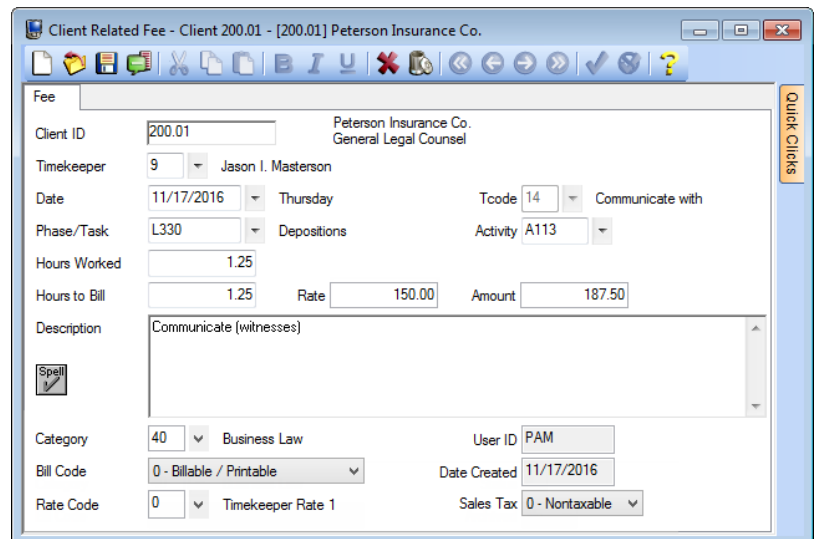 Client Related Fee - Client 200.01 - [200.01] Peterson Insurance Co.
B I U
Fee
Quick Clicks
Client ID 200.01 Peterson Insurance Co.
General Legal Counsel
Timekeeper 9 Jason I. Masterson
Date 11/17/2016 Thursday Tcode 14 Communicate with
Phase/Task L330 Depositions Activity A113
Hours Worked 1.25
Hours to Bill 1.25 Rate 150.00 Amount 187.50
Description Communicate (witnesses)
Spell
Category 40 Business Law User ID PAM
Bill Code 0 - Billable / Printable Date Created 11/17/2016
Rate Code 0 Timekeeper Rate 1 Sales Tax 0 - Nontaxable